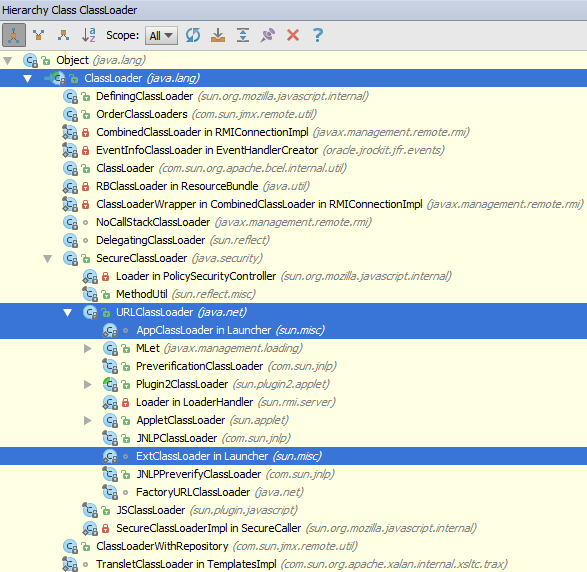 Hierarchy Class ClassLoader
Scope: All
Object (java.lang)
ClassLoader (java.lang)
DefiningClassLoader (sun.org.mozilla.javascript.internal)
OrderClassLoaders (com.sun.jmx.remote.util)
CombinedClassLoader in RMIConnectionImpl (javax.management.remote.rmi)
EventInfoClassLoader in EventHandlerCreator (oracle.jrockit.jfr.events)
ClassLoader (com.sun.org.apache.bcel.internal.util)
RBClassLoader in ResourceBundle (java.util)
ClassLoaderWrapper in CombinedClassLoader in RMIConnectionImpl (javax.management.remote.rmi)
NoCallStackClassLoader (javax.management.remote.rmi)
DelegatingClassLoader (sun.reflect)
SecureClassLoader (java.security)
Loader in PolicySecurityController (sun.org.mozilla.javascript.internal)
MethodUtil (sun.reflect.misc)
URLClassLoader (java.net)
AppClassLoader in Launcher (sun.misc)
MLet (javax.management.loading)
PreverificationClassLoader (com.sun.jnlp)
Plugin2ClassLoader (sun.plugin2.applet)
Loader in LoaderHandler (sun.rmi.server)
AppletClassLoader (sun.applet)
JNLPClassLoader (com.sun.jnlp)
ExtClassLoader in Launcher (sun.misc)
JNLPPreverifyClassLoader (com.sun.jnlp)
FactoryURLClassLoader (java.net)
JSClassLoader (sun.plugin.javascript)
SecureClassLoaderImpl in SecureCaller (sun.org.mozilla.javascript.internal)
ClassLoaderWithRepository (com.sun.jmx.remote.util)
TransletClassLoader in TemplatesImpl (com.sun.org.apache.xalan.internal.xsltc.trax)